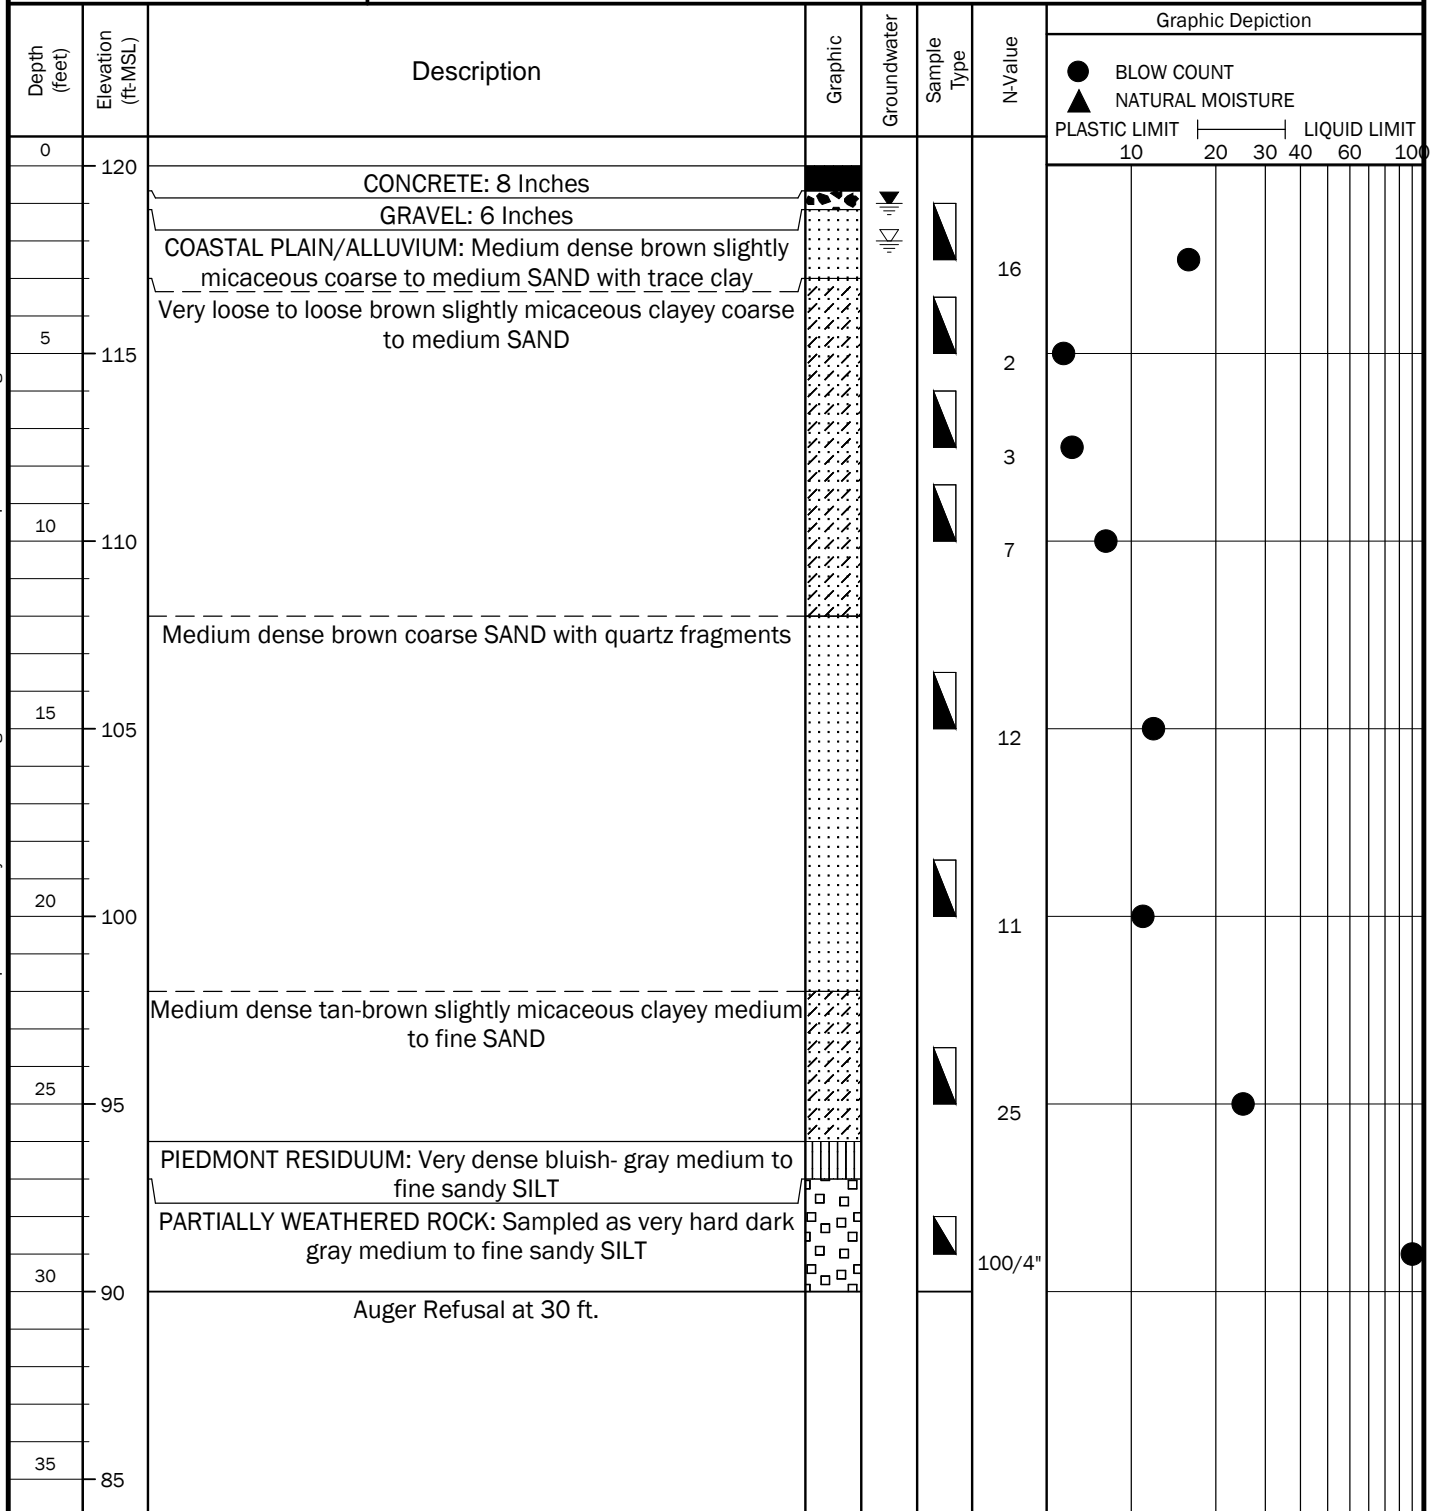 Depth
(feet)
Elevation
(ft-MSL)
Description
Graphic
Groundwater
Sample
Type
N-Value
Graphic Depiction
BLOW COUNT
NATURAL MOISTURE
PLASTIC LIMIT LIQUID LIMIT
10 20 30 40 60 100
0
120
CONCRETE: 8 Inches
GRAVEL: 6 Inches
COASTAL PLAIN/ALLUVIUM: Medium dense brown slightly
micaceous coarse to medium SAND with trace clay
16
Very loose to loose brown slightly micaceous clayey coarse
to medium SAND
5
115
2
3
10
110
7
Medium dense brown coarse SAND with quartz fragments
15
105
12
20
100
11
Medium dense tan-brown slightly micaceous clayey medium
to fine SAND
25
95
25
PIEDMONT RESIDUUM: Very dense bluish- gray medium to
fine sandy SILT
PARTIALLY WEATHERED ROCK: Sampled as very hard dark
gray medium to fine sandy SILT
100/4"
30
90
Auger Refusal at 30 ft.
35
85